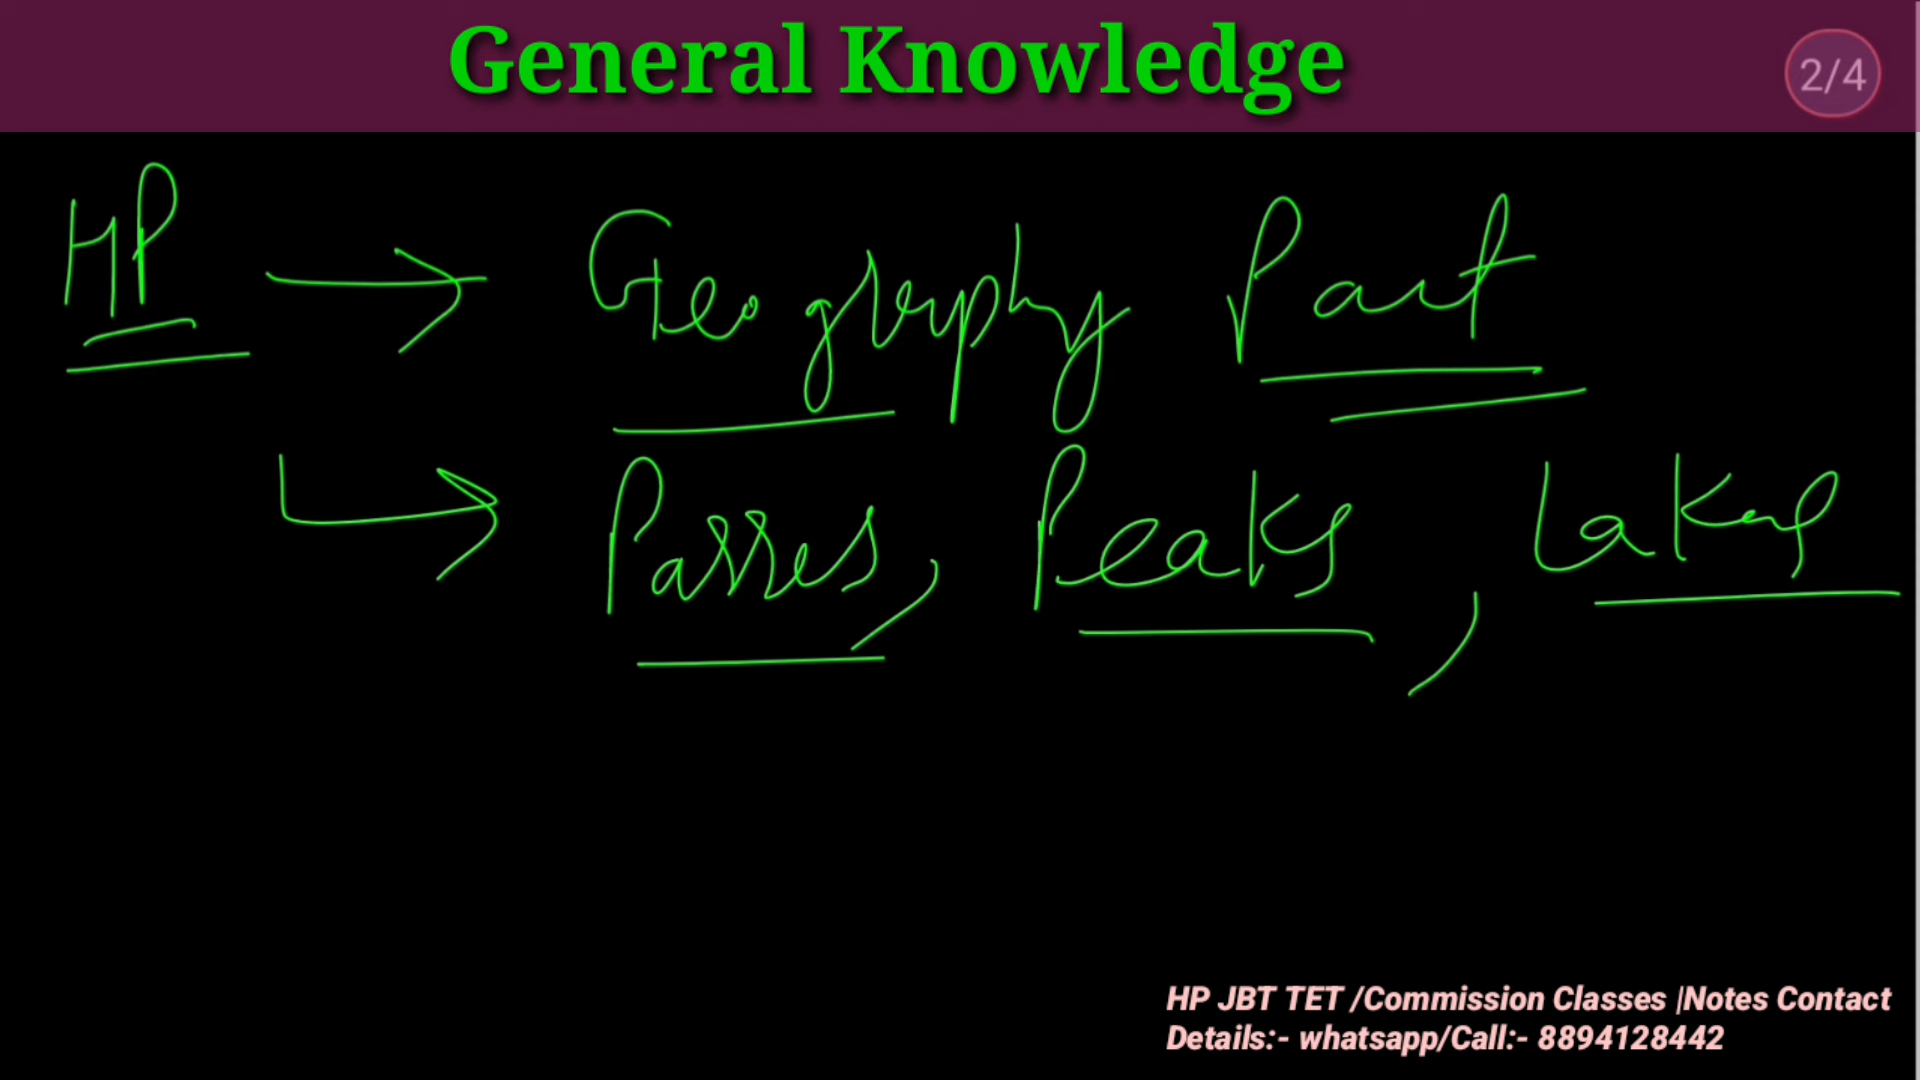 General Knowledge
2/4
HP → Geography Part
↳ Passes, Peaks, Lakes
HP JBT TET /Commission Classes |Notes Contact
Details:- whatsapp/Call:- 8894128442